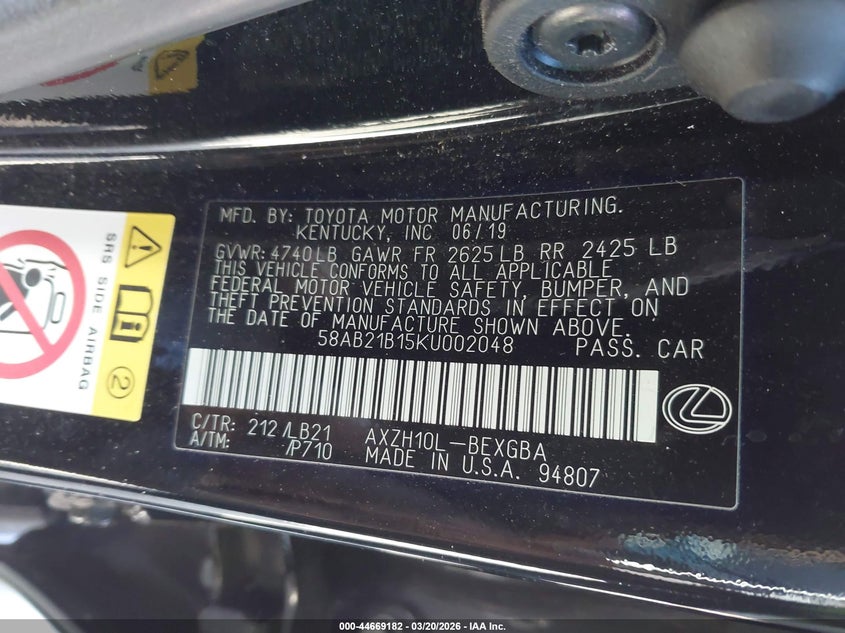 MFD. BY: TOYOTA MOTOR MANUFACTURING.
KENTUCKY, INC. 06/19
GVWR: 4740LB GAWR FR 2625LB RR 2425LB
THIS VEHICLE CONFORMS TO ALL APPLICABLE
FEDERAL MOTOR VEHICLE SAFETY, BUMPER, AND
THEFT PREVENTION STANDARDS IN EFFECT ON
THE DATE OF MANUFACTURE SHOWN ABOVE.
58AB21B15KU002048 PASS. CAR
C/TR: 212/LB21 AXZH10L-BEXGBA
A/TM: /P710 MADE IN U.S.A. 94807
SRS SIDE AIRBAG
2
000-44669182 - 03/20/2026 - IAA Inc.